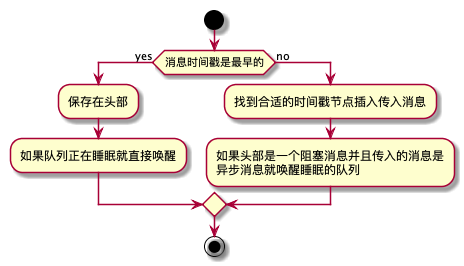 消息时间戳是最早的
yes
no
保存在头部
找到合适的时间戳节点插入传入消息
如果队列正在睡眠就直接唤醒
如果头部是一个阻塞消息并且传入的消息是
异步消息就唤醒睡眠的队列